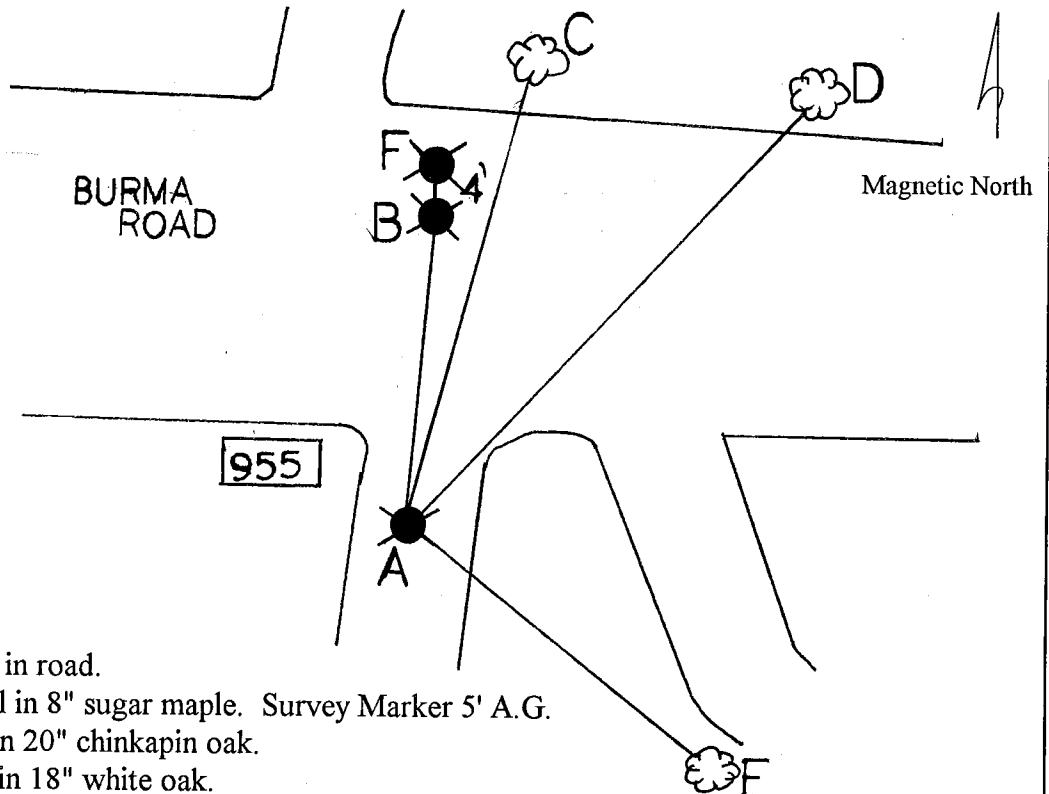 C
D
F
4'
B
Magnetic North
BURMA
ROAD
955
A
in road.
l in 8" sugar maple. Survey Marker 5' A.G.
n 20" chinkapin oak.
in 18" white oak.